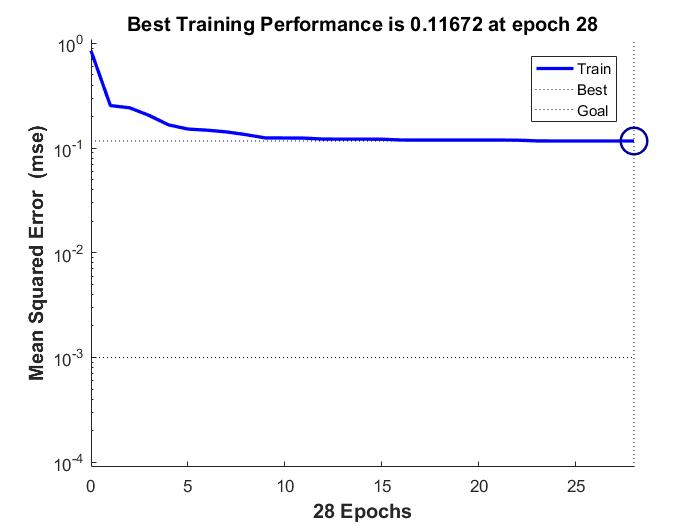 Best Training Performance is 0.11672 at epoch 28
Train
Best
Goal
Mean Squared Error  (mse)
10^0
10^-1
10^-2
10^-3
10^-4
0 5 10 15 20 25
28 Epochs